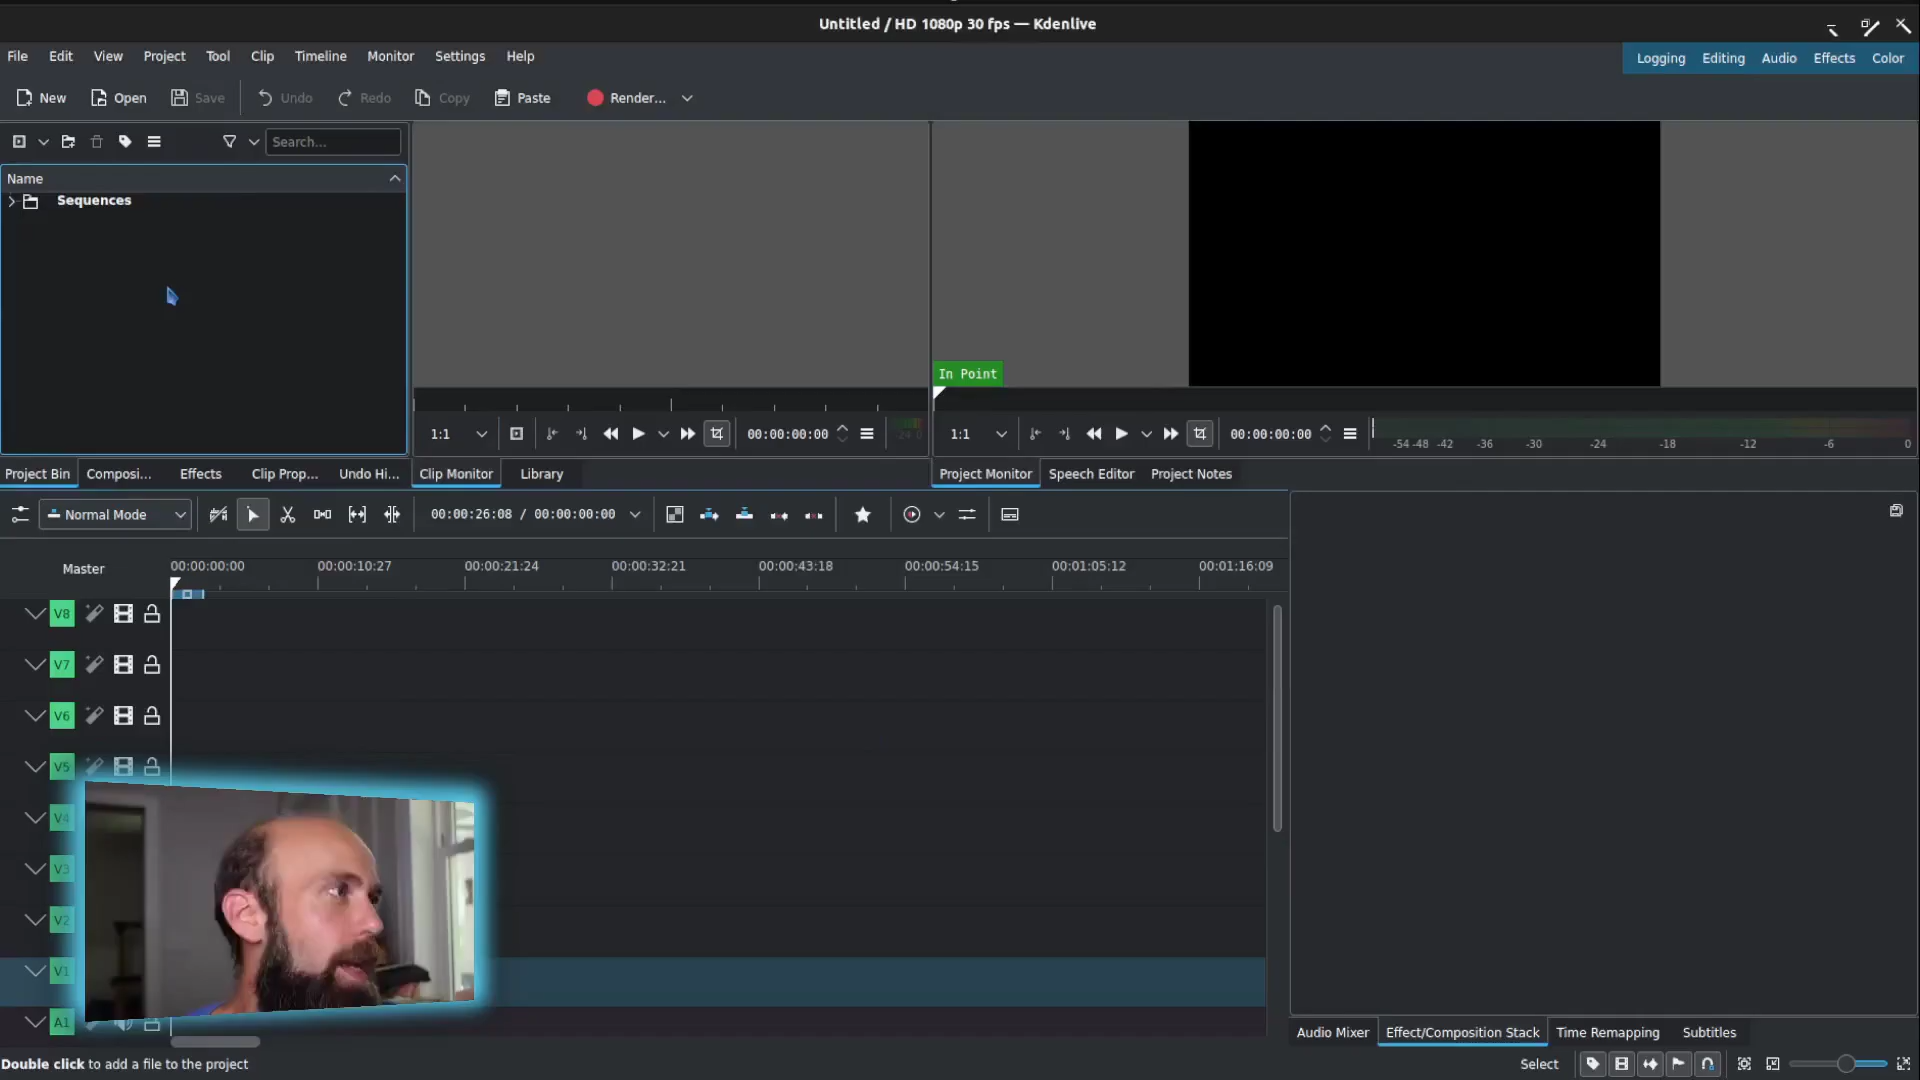 Untitled / HD 1080p 30 fps — Kdenlive
File Edit View Project Tool Clip Timeline Monitor Settings Help
Logging Editing Audio Effects Color
New Open Save Undo Redo Copy Paste Render...
Search...
Name
Sequences
In Point
1:1 00:00:00:00 -24 0
1:1 00:00:00:00 -54 -48 -42 -36 -30 -24 -18 -12 -6 0
Project Bin Composi... Effects Clip Prop... Undo Hi... Clip Monitor Library Project Monitor Speech Editor Project Notes
Normal Mode 00:00:26:08 / 00:00:00:00
Master 00:00:00:00 00:00:10:27 00:00:21:24 00:00:32:21 00:00:43:18 00:00:54:15 00:01:05:12 00:01:16:09
V8
V7
V6
V5
V4
V3
V2
V1
A1
Audio Mixer Effect/Composition Stack Time Remapping Subtitles
Double click to add a file to the project Select